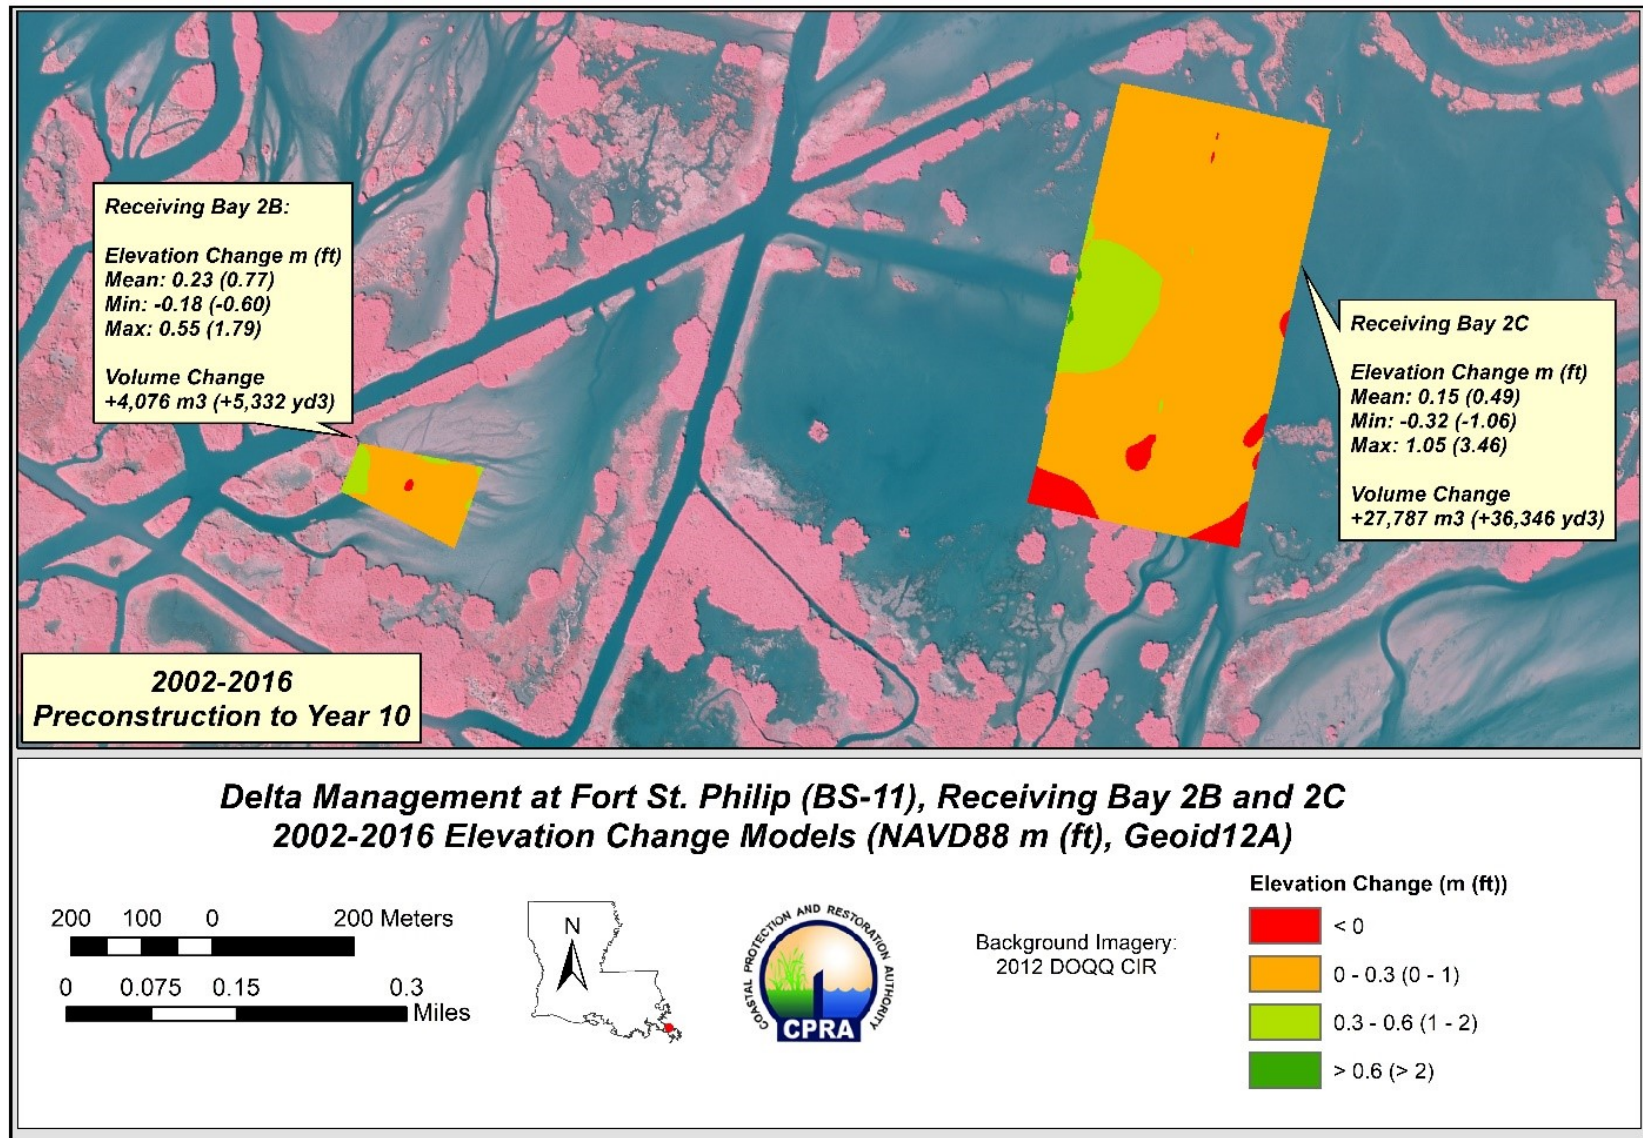 Receiving Bay 2B:
Elevation Change m (ft)
Mean: 0.23 (0.77)
Min: -0.18 (-0.60)
Max: 0.55 (1.79)
Volume Change
+4,076 m3 (+5,332 yd3)
Receiving Bay 2C
Elevation Change m (ft)
Mean: 0.15 (0.49)
Min: -0.32 (-1.06)
Max: 1.05 (3.46)
Volume Change
+27,787 m3 (+36,346 yd3)
2002-2016
Preconstruction to Year 10
Delta Management at Fort St. Philip (BS-11), Receiving Bay 2B and 2C
2002-2016 Elevation Change Models (NAVD88 m (ft), Geoid12A)
200 100 0 200 Meters
0 0.075 0.15 0.3
Miles
N
COASTAL PROTECTION AND RESTORATION AUTHORITY
CPRA
Background Imagery:
2012 DOQQ CIR
Elevation Change (m (ft))
< 0
0 - 0.3 (0 - 1)
0.3 - 0.6 (1 - 2)
> 0.6 (> 2)